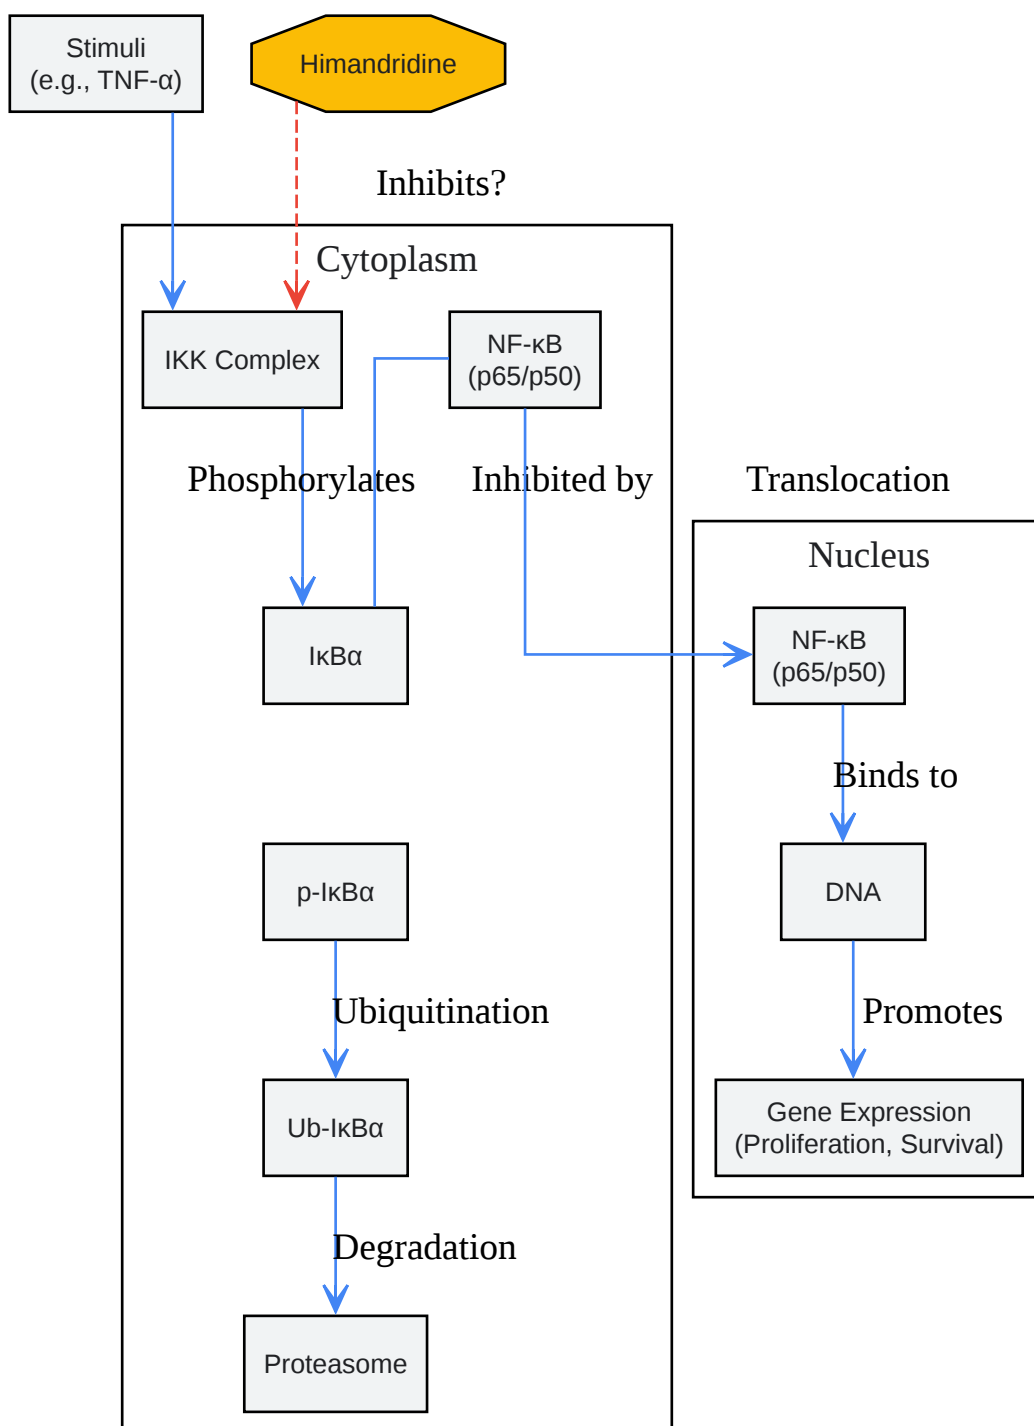 Stimuli
(e.g., TNF-α)
Himandridine
Inhibits?
Cytoplasm
IKK Complex
NF-κB
(p65/p50)
Phosphorylates
Inhibited by
Translocation
Nucleus
IκBα
NF-κB
(p65/p50)
Binds to
p-IκBα
DNA
Ubiquitination
Promotes
Ub-IκBα
Gene Expression
(Proliferation, Survival)
Degradation
Proteasome